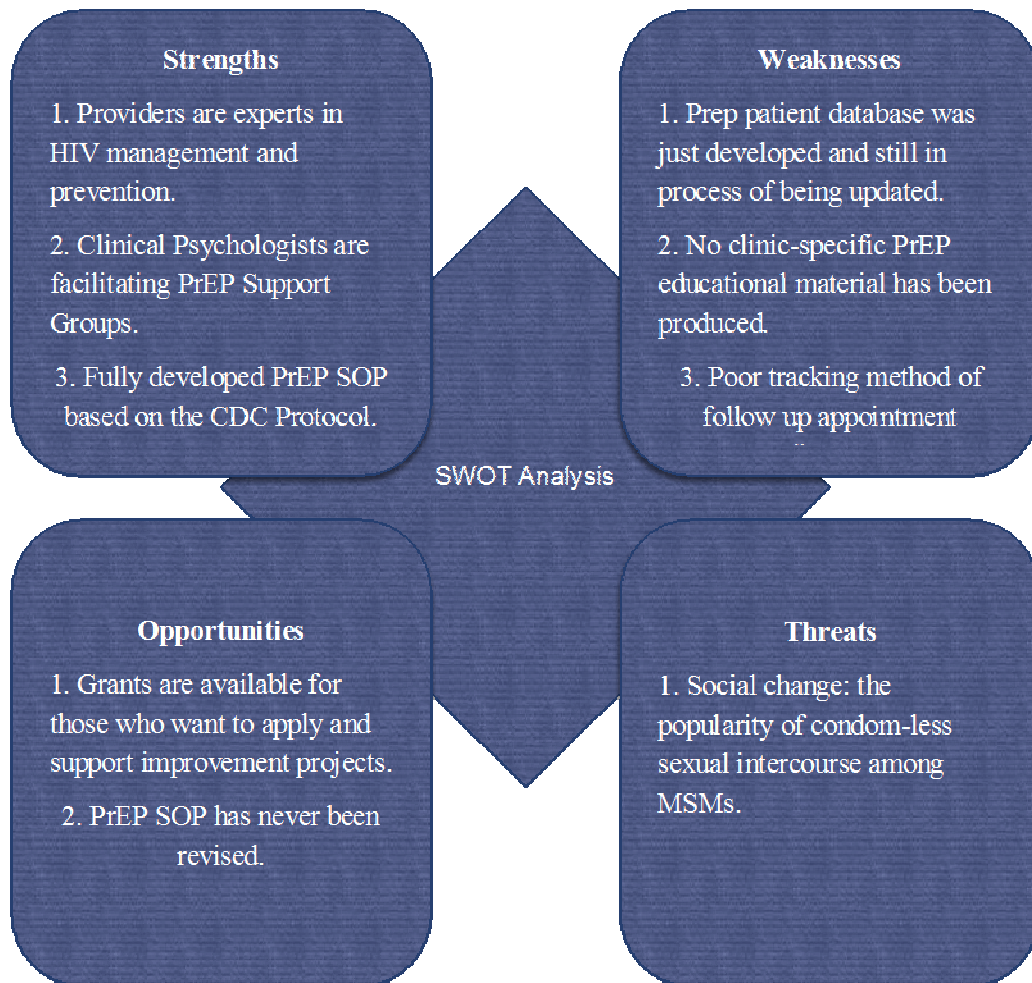 Strengths
1. Providers are experts in
HIV management and
prevention.
2. Clinical Psychologists are
facilitating PrEP Support
Groups.
3. Fully developed PrEP SOP
based on the CDC Protocol.
Weaknesses
1. Prep patient database was
just developed and still in
process of being updated.
2. No clinic-specific PrEP
educational material has been
produced.
3. Poor tracking method of
follow up appointment
SWOT Analysis
Opportunities
1. Grants are available for
those who want to apply and
support improvement projects.
2. PrEP SOP has never been
revised.
Threats
1. Social change: the
popularity of condom-less
sexual intercourse among
MSMs.